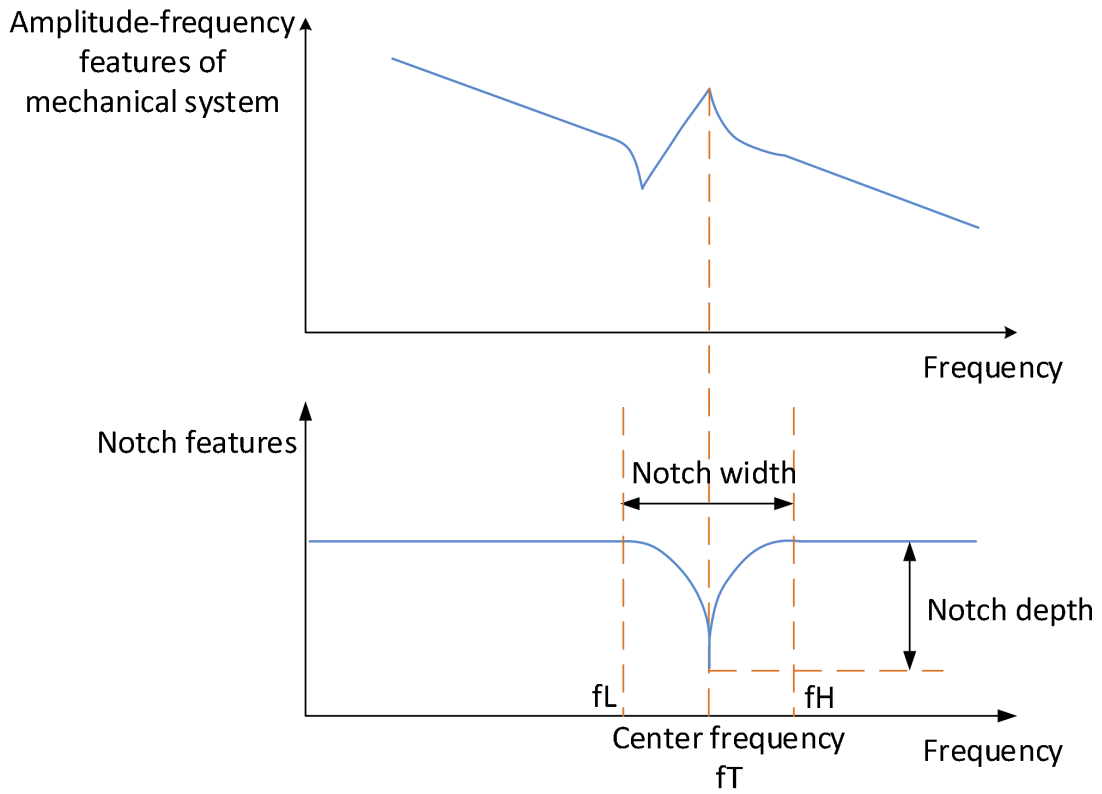 Amplitude-frequency
features of
mechanical system
Frequency
Notch features
Notch width
Notch depth
fL
fH
Center frequency
fT
Frequency